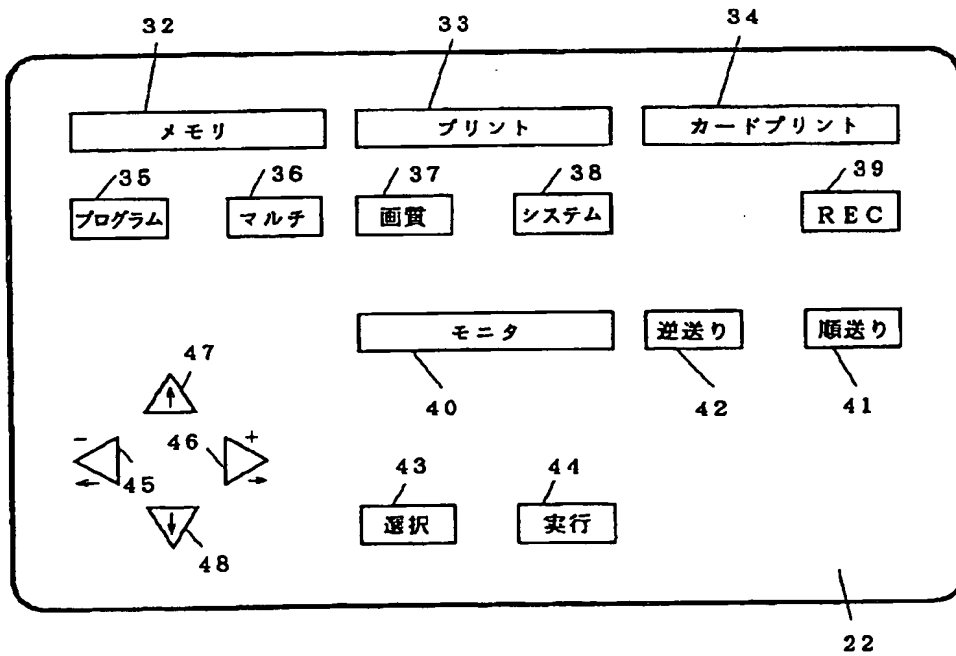 32 33 34
メモリ プリント カードプリント
35 36 37 38 39
プログラム マルチ 画質 システム REC
モニタ 逆送り 順送り
47
↑
40 42 41
- 46 +
← 45 →
43 44
↓ 選択 実行
48
22